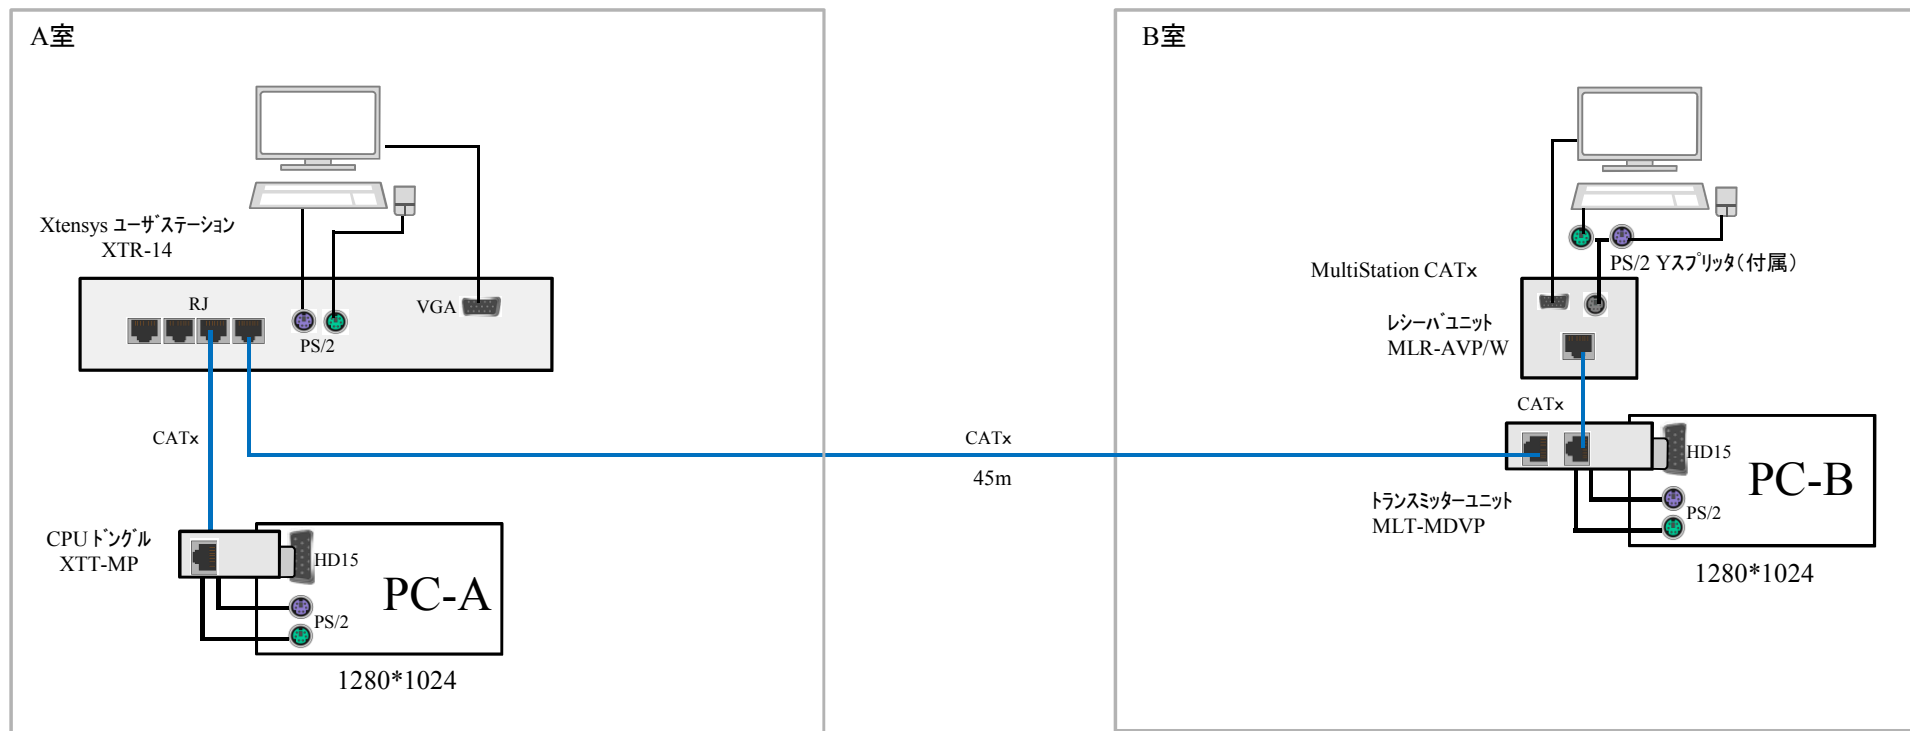 A室
Xtensys ユーザステーション
XTR-14
RJ
PS/2
VGA
CATx
CPU ドングル
XTT-MP
HD15
PS/2
PC-A
1280*1024
CATx
45m
B室
MultiStation CATx
PS/2 Yスプリッタ(付属)
レシーバユニット
MLR-AVP/W
CATx
HD15
PC-B
トランスミッターユニット
MLT-MDVP
PS/2
1280*1024